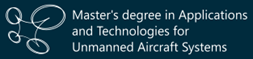 Master's degree in Applications
and Technologies for
Unmanned Aircraft Systems